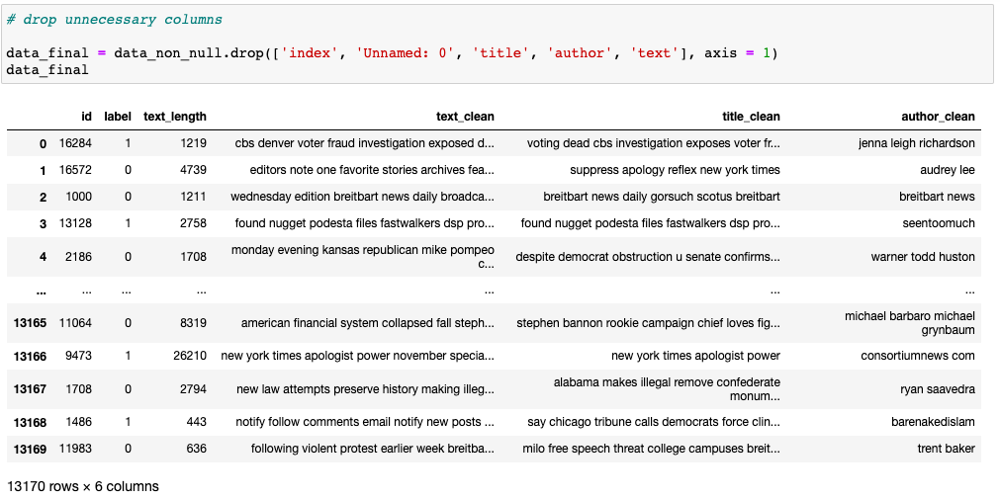 # drop unnecessary columns
data_final = data_non_null.drop(['index', 'Unnamed: 0', 'title', 'author', 'text'], axis = 1)
data_final
id label text_length text_clean title_clean author_clean
0 16284 1 1219 cbs denver voter fraud investigation exposed d... voting dead cbs investigation exposes voter fr... jenna leigh richardson
1 16572 0 4739 editors note one favorite stories archives fea... suppress apology reflex new york times audrey lee
2 1000 0 1211 wednesday edition breitbart news daily broadca... breitbart news daily gorsuch scotus breitbart breitbart news
3 13128 1 2758 found nugget podesta files fastwalkers dsp pro... found nugget podesta files fastwalkers dsp pro... seentoomuch
4 2186 0 1708 monday evening kansas republican mike pompeo
c... despite democrat obstruction u senate confirms... warner todd huston
... ... ... ... ... ... ...
13165 11064 0 8319 american financial system collapsed fall steph... stephen bannon rookie campaign chief loves fig... michael barbaro michael
grynbaum
13166 9473 1 26210 new york times apologist power november specia... new york times apologist power consortiumnews com
13167 1708 0 2794 new law attempts preserve history making illeg... alabama makes illegal remove confederate
monum... ryan saavedra
13168 1486 1 443 notify follow comments email notify new posts ... say chicago tribune calls democrats force clin... barenakedislam
13169 11983 0 636 following violent protest earlier week breitba... milo free speech threat college campuses breit... trent baker
13170 rows × 6 columns